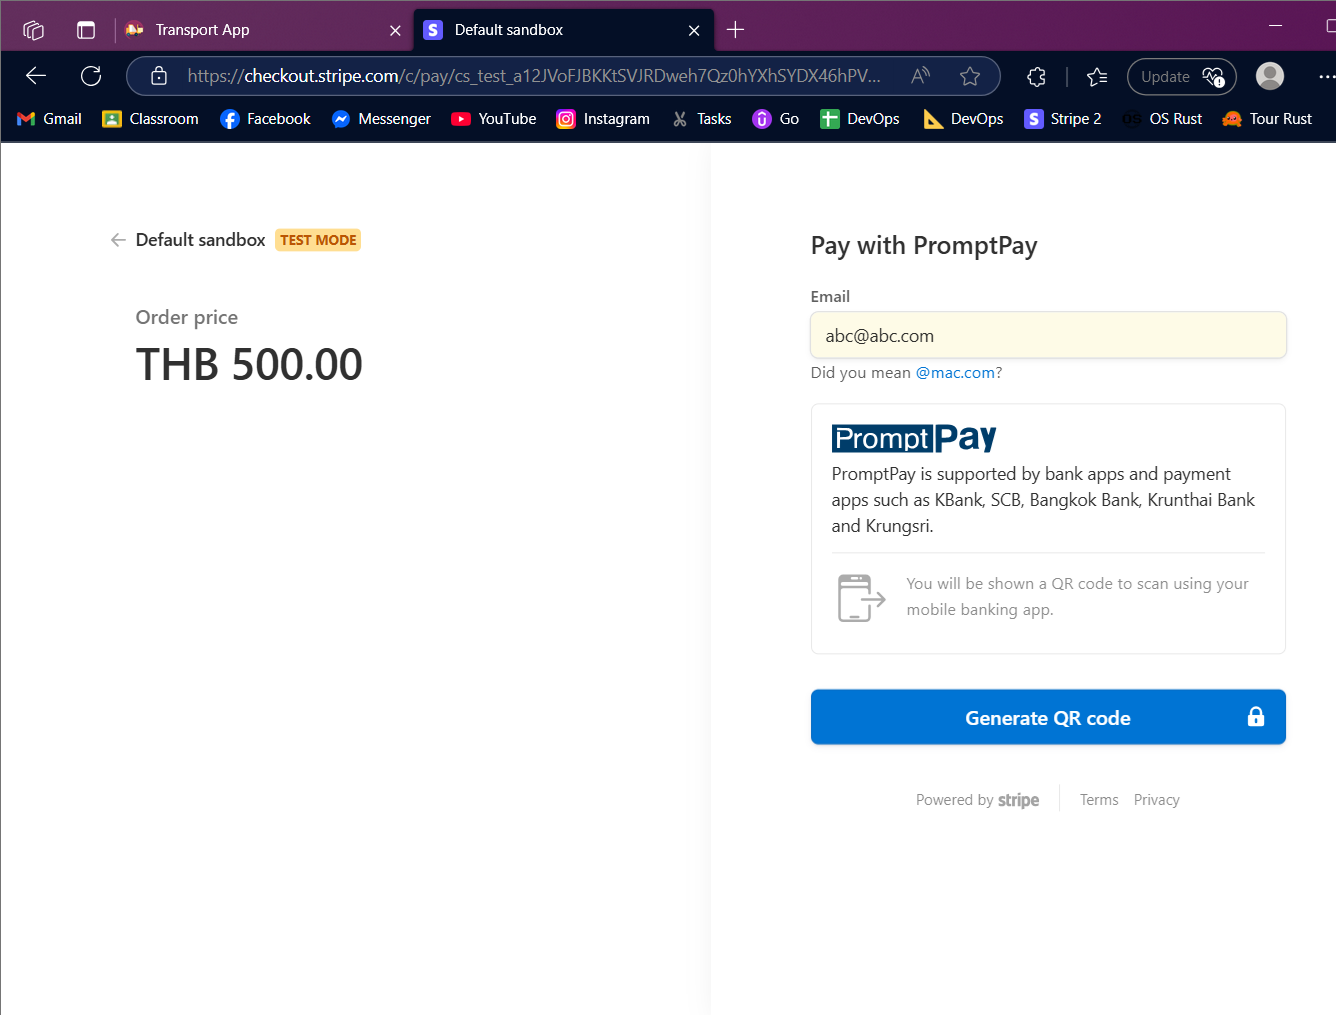 Transport App
Default sandbox
https://checkout.stripe.com/c/pay/cs_test_a12JVoFJBKKtSVJRDweh7Qz0hYXhSYDX46hPV...
Update
Gmail
Classroom
Facebook
Messenger
YouTube
Instagram
Tasks
Go
DevOps
DevOps
Stripe 2
OS Rust
Tour Rust
Default sandbox TEST MODE
Order price
THB 500.00
Pay with PromptPay
Email
abc@abc.com
Did you mean @mac.com?
PromptPay
PromptPay is supported by bank apps and payment
apps such as KBank, SCB, Bangkok Bank, Krunthai Bank
and Krungsri.
You will be shown a QR code to scan using your
mobile banking app.
Generate QR code
Powered by stripe
Terms
Privacy